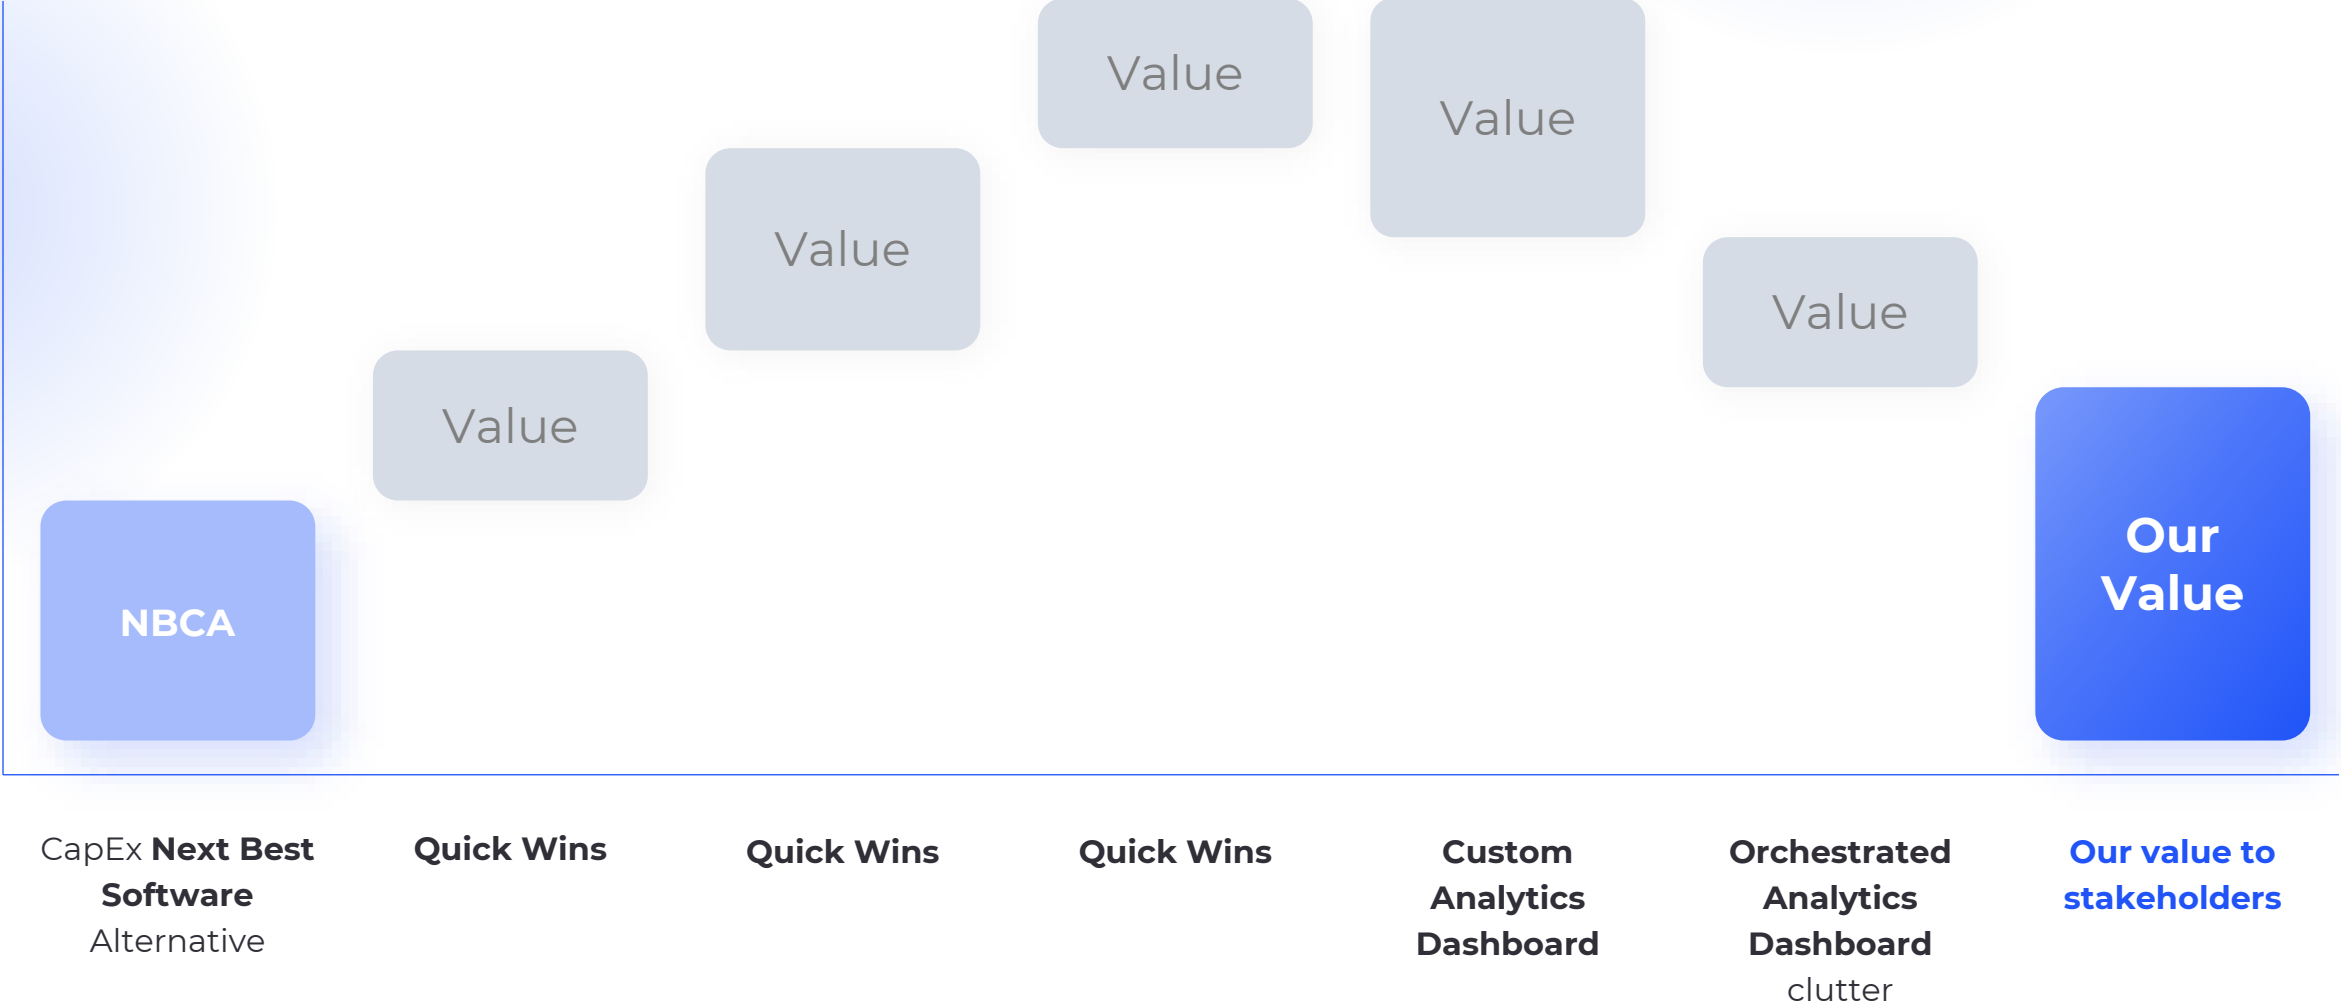 Value
Value
Value
Value
Value
NBCA
Our
Value
CapEx Next Best
Software
Alternative
Quick Wins
Quick Wins
Quick Wins
Custom
Analytics
Dashboard
Orchestrated
Analytics
Dashboard
clutter
Our value to
stakeholders